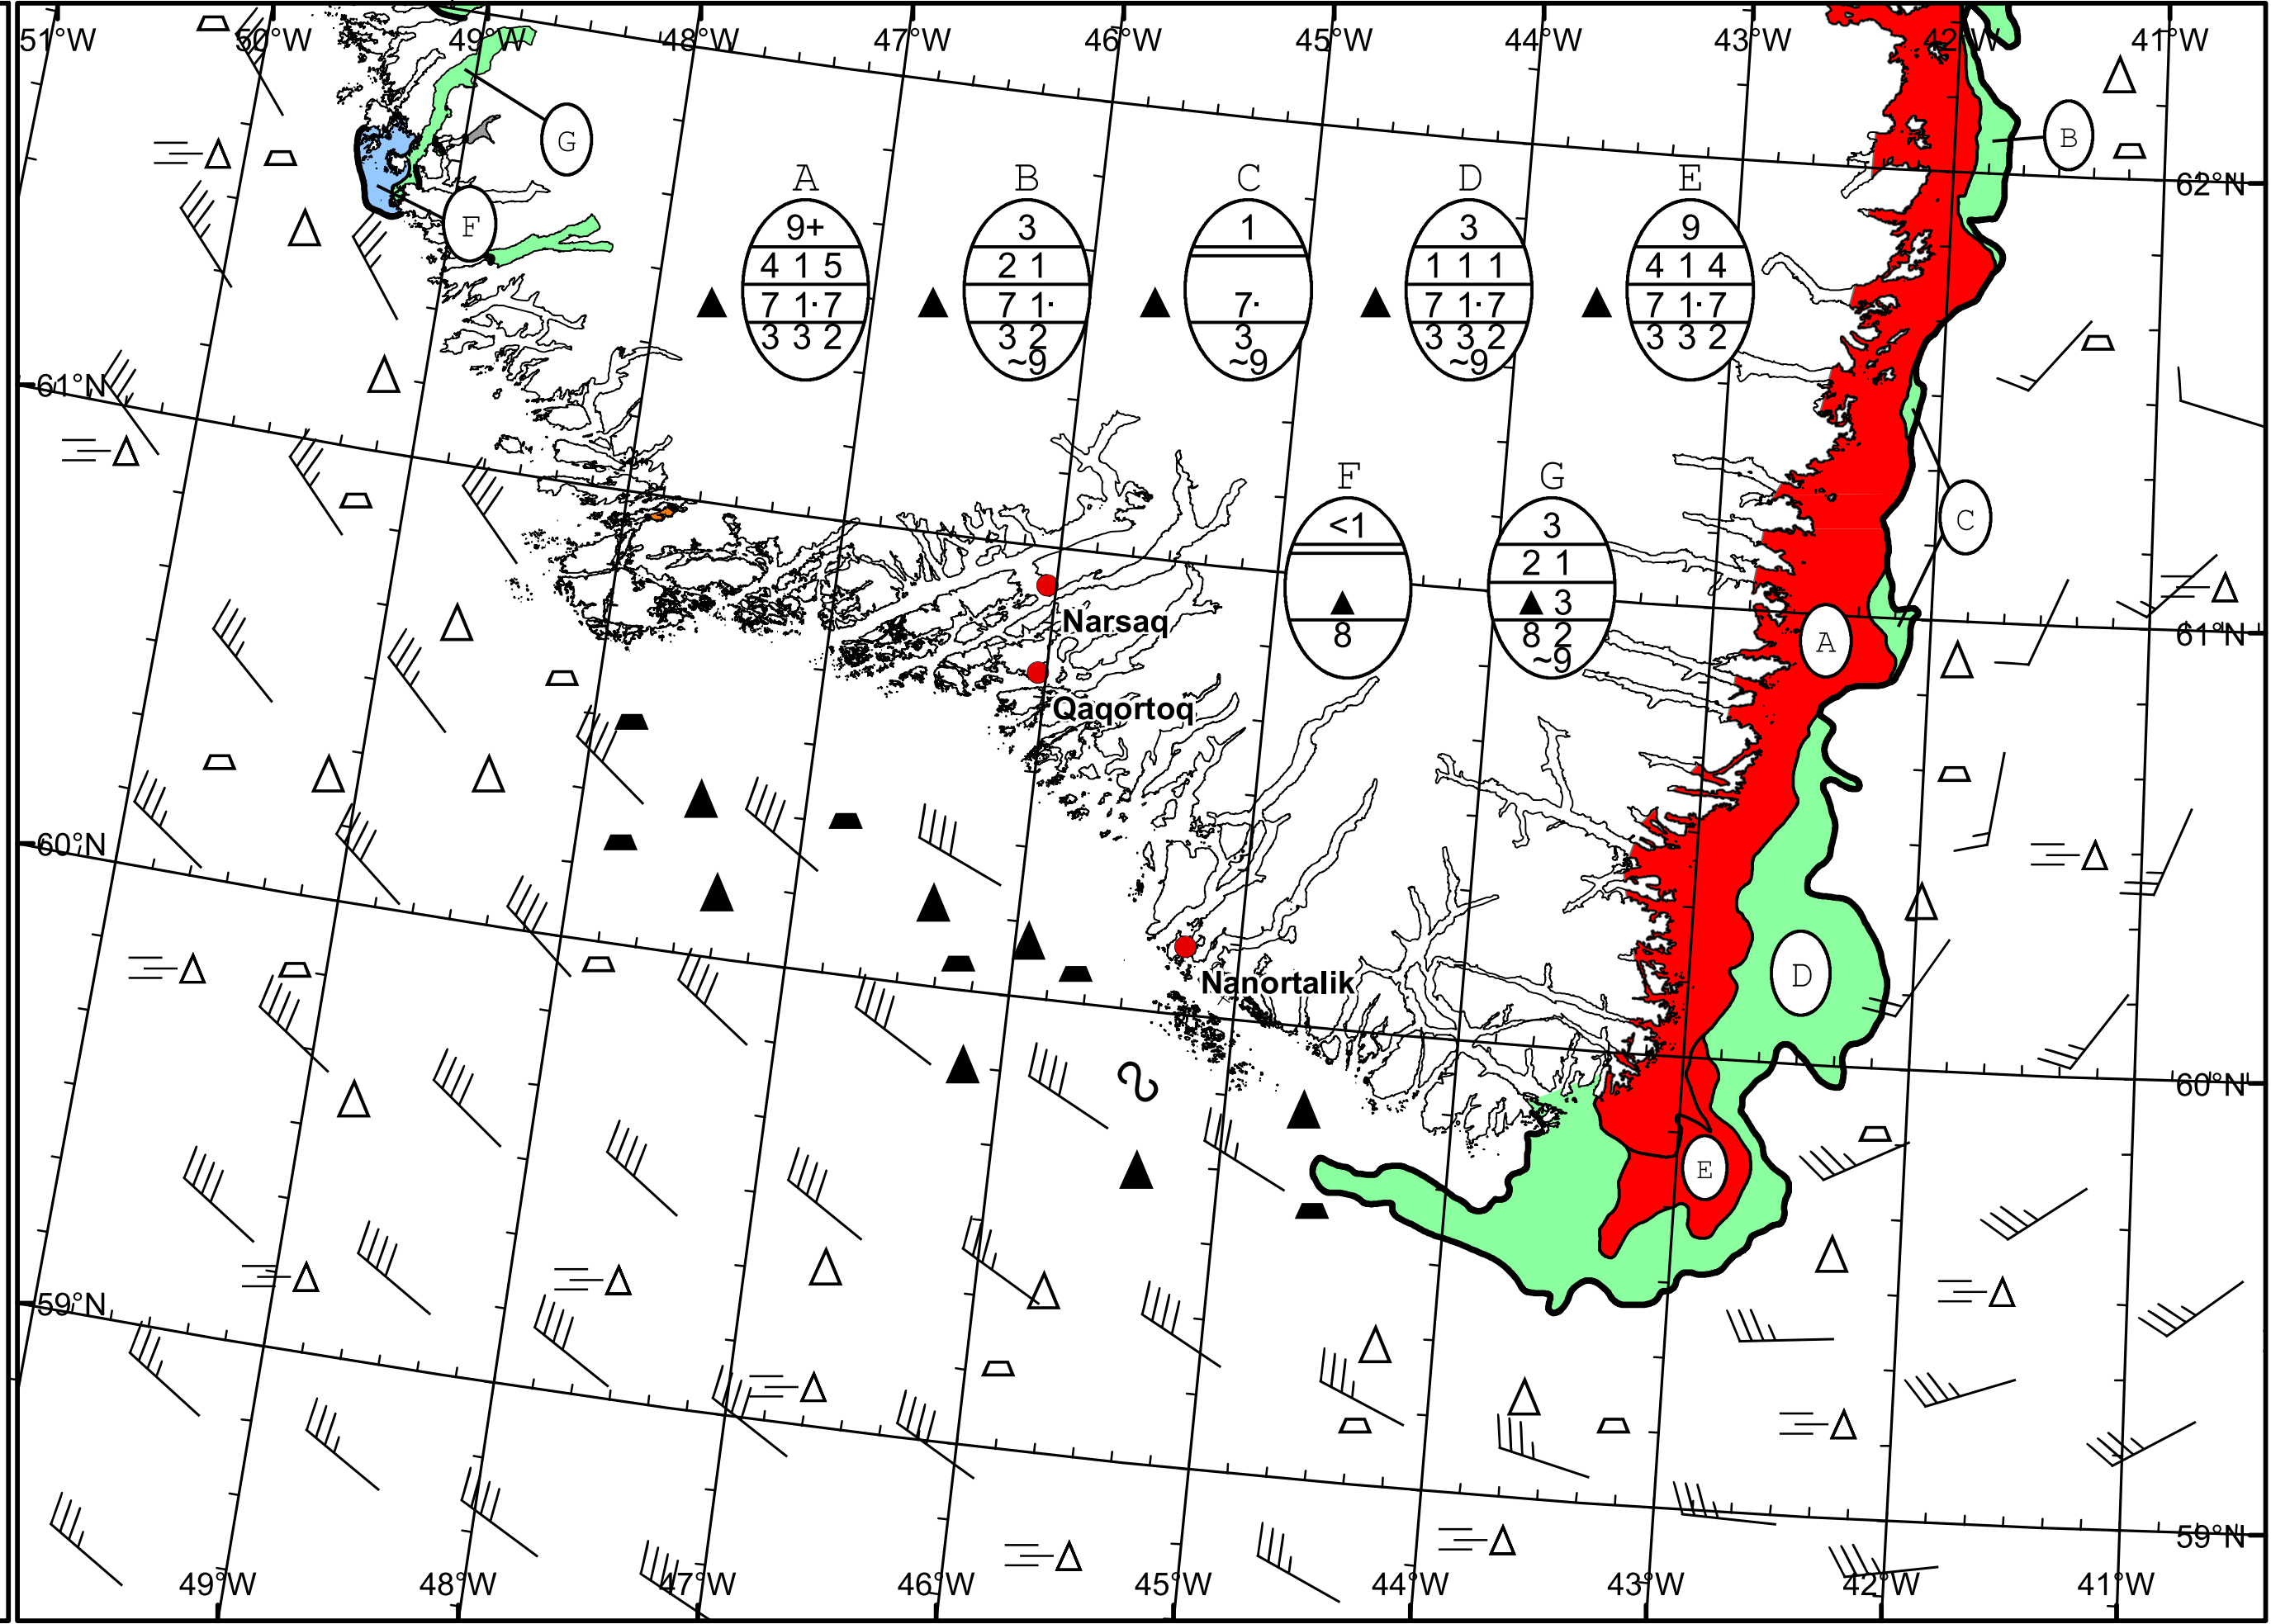 51°W 50°W 49°W 48°W 47°W 46°W 45°W 44°W 43°W 42°W 41°W
G
B
62°N
A B C D E
9+ 3 1 3 9
4 1 5 2 1 1 1 1 4 1 4
7 1· 7 7 1· 7· 7 1· 7 7 1· 7
3 3 2 3 2 3 3 3 2 3 3 2
~9 ~9 ~9
F
61°N
F G
C
<1 3
2 1
▲ ▲ 3
8 8 2
~9
61°N
A
Narsaq
Qaqortoq
60°N
D
Nanortalik
60°N
E
59°N
59°N
49°W 48°W 47°W 46°W 45°W 44°W 43°W 42°W 41°W